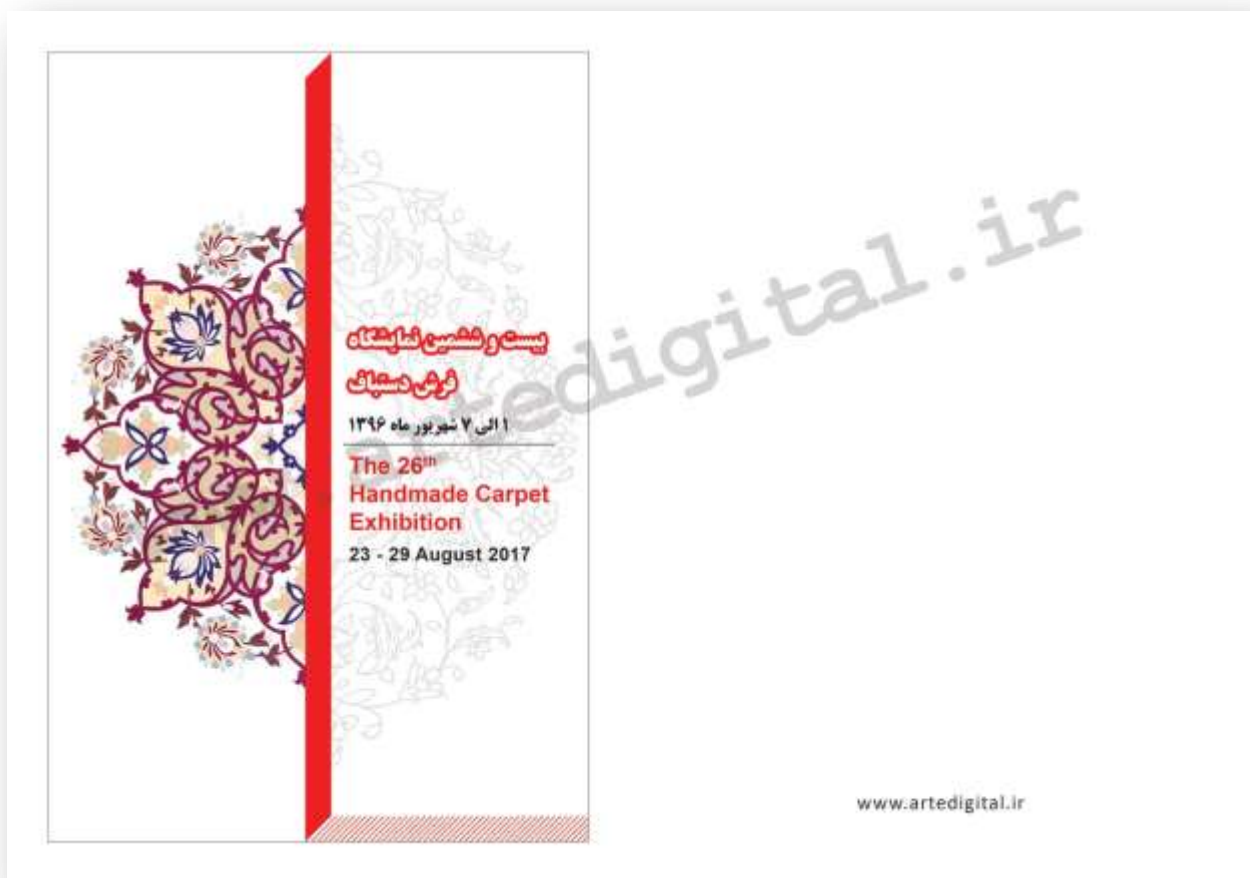 بیست و ششمین نمایشگاه
فرش دستباف
۱ الی ۷ شهریور ماه ۱۳۹۶
The 26th
Handmade Carpet
Exhibition
23 - 29 August 2017
artedigital.ir
www.artedigital.ir